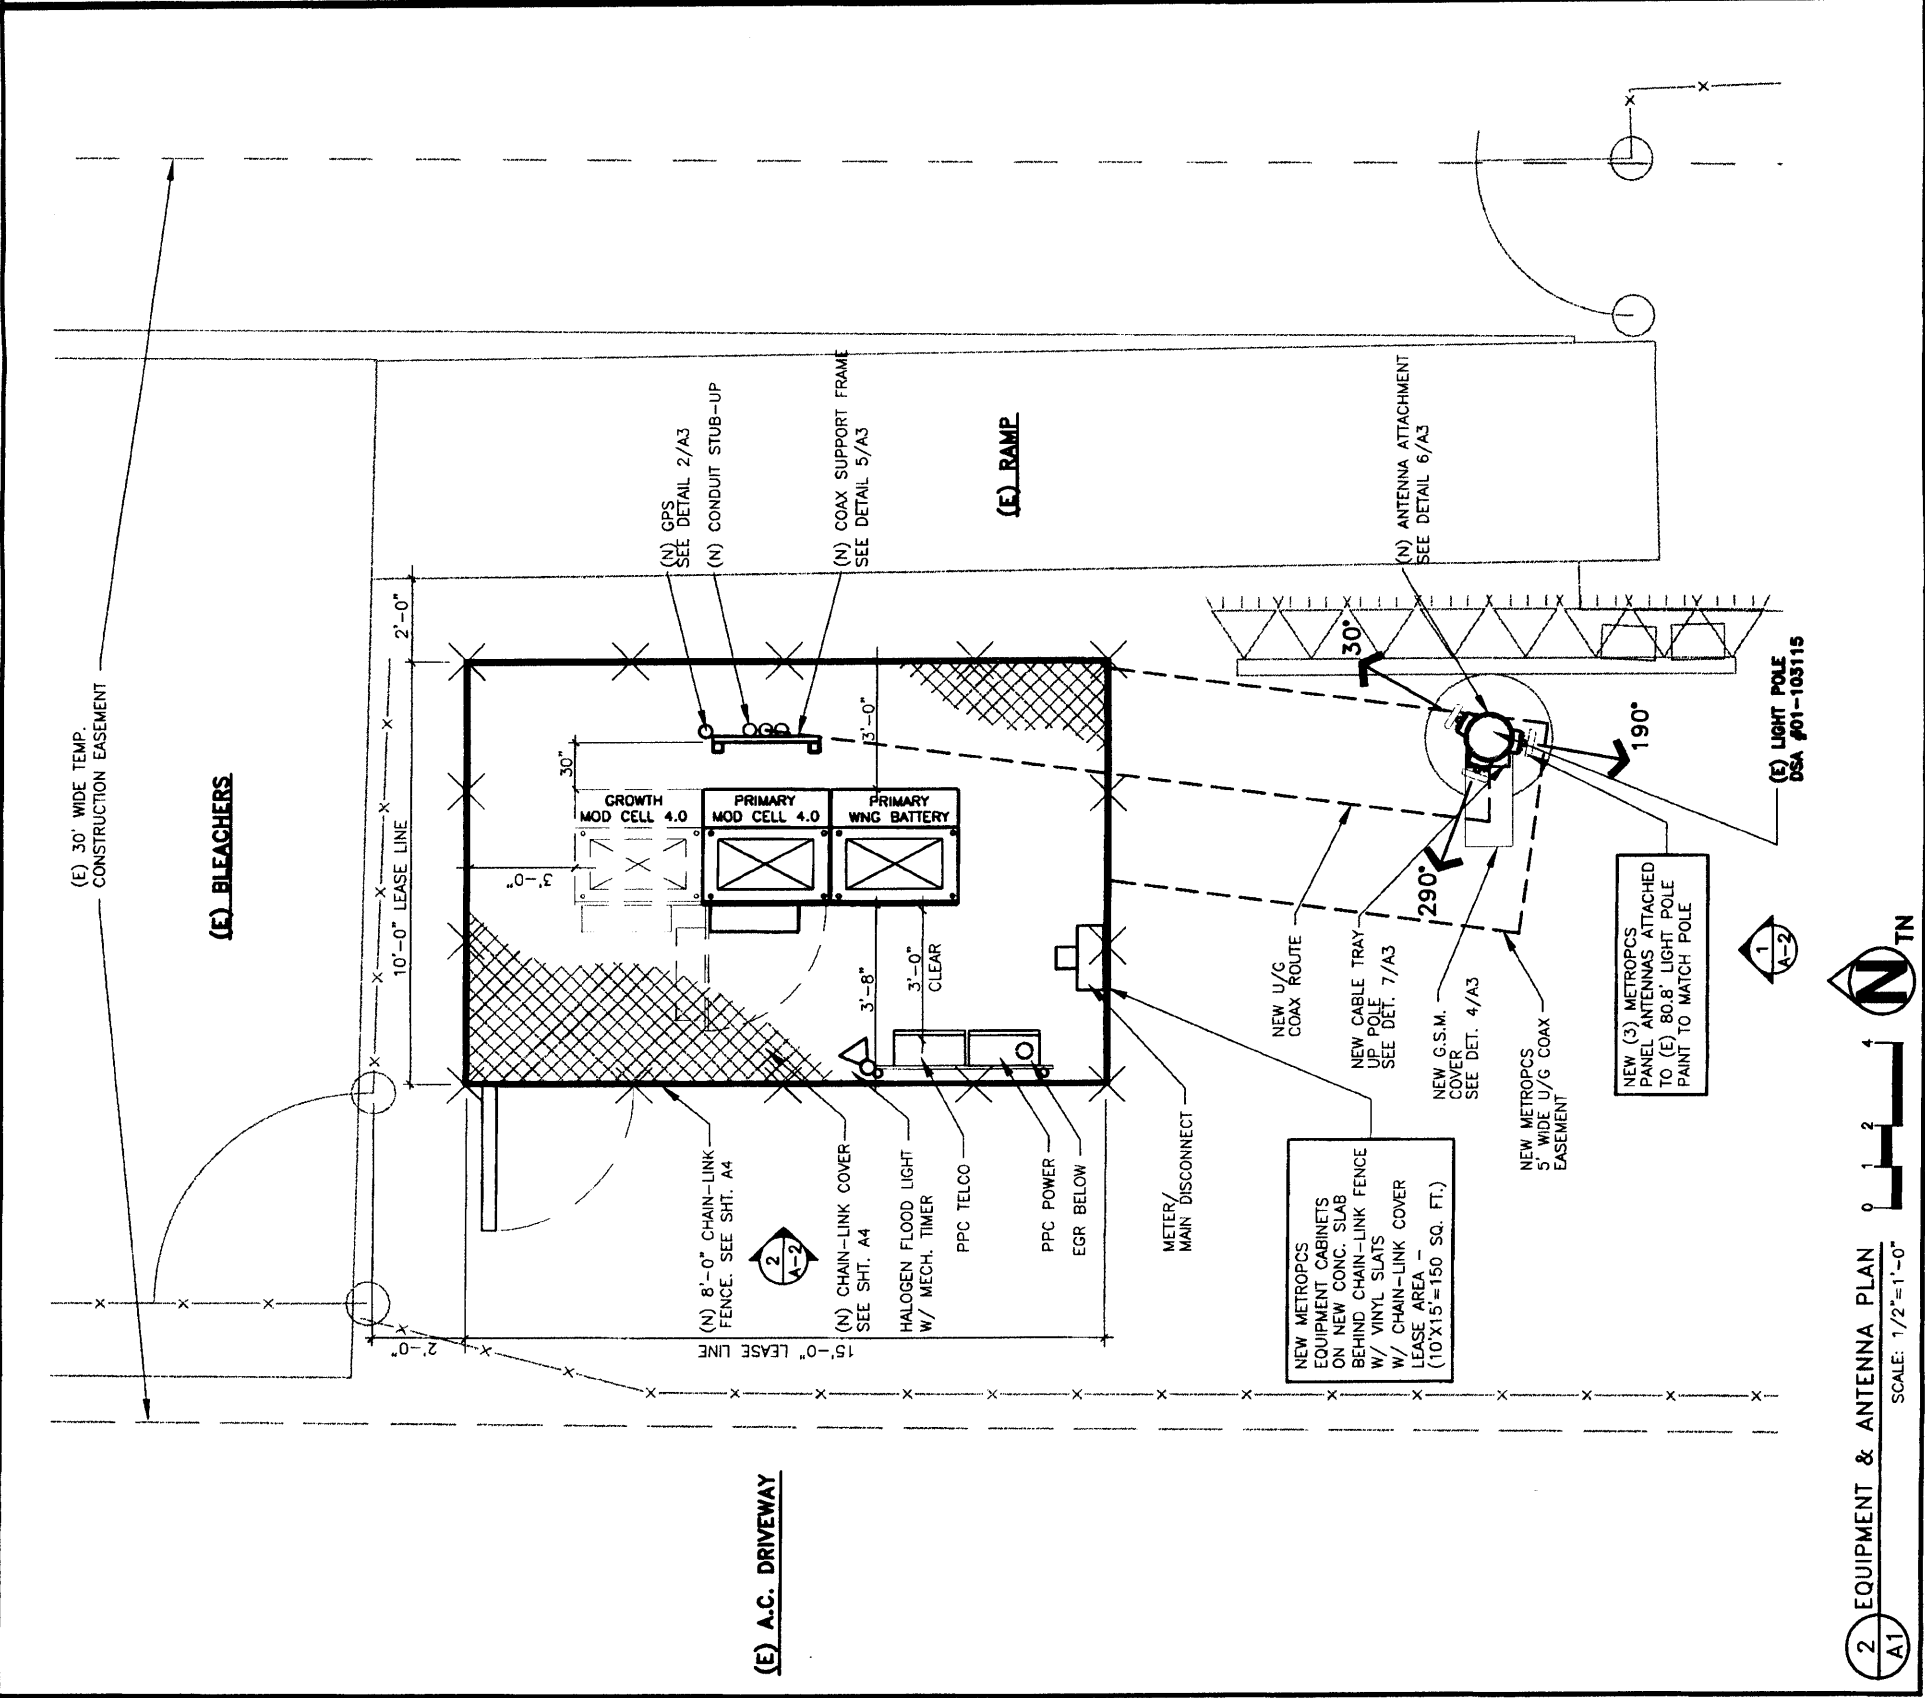 (E) 30' WIDE TEMP.
CONSTRUCTION EASEMENT
(E) BLEACHERS
10'-0" LEASE LINE
2'-0"
(N) GPS
SEE DETAIL 2/A3
(N) CONDUIT STUB-UP
(N) COAX SUPPORT FRAME
SEE DETAIL 5/A3
(E) RAMP
(N) ANTENNA ATTACHMENT
SEE DETAIL 6/A3
30"
3'-0"
3'-0"
GROWTH
MOD CELL 4.0
PRIMARY
MOD CELL 4.0
PRIMARY
WNG BATTERY
3'-8"
3'-0"
CLEAR
30°
190°
290°
(E) LIGHT POLE
DSA #01-103115
NEW U/G
COAX ROUTE
NEW CABLE TRAY
UP POLE
SEE DET. 7/A3
NEW G.S.M.
COVER
SEE DET. 4/A3
NEW METROPCS
5' WIDE U/G COAX
EASEMENT
NEW (3) METROPCS
PANEL ANTENNAS ATTACHED
TO (E) 80.8' LIGHT POLE
PAINT TO MATCH POLE
1
A-2
(N) 8'-0" CHAIN-LINK
FENCE. SEE SHT. A4
2
A-2
(N) CHAIN-LINK COVER
SEE SHT. A4
HALOGEN FLOOD LIGHT
W/ MECH. TIMER
PPC TELCO
PPC POWER
EGR BELOW
METER/
MAIN DISCONNECT
NEW METROPCS
EQUIPMENT CABINETS
ON NEW CONC. SLAB
BEHIND CHAIN-LINK FENCE
W/ VINYL SLATS
W/ CHAIN-LINK COVER
LEASE AREA –
(10'X15'=150 SQ. FT.)
2'-0"
15'-0" LEASE LINE
(E) A.C. DRIVEWAY
N
TN
0 1 2 4
2
A1
EQUIPMENT & ANTENNA PLAN
SCALE: 1/2"=1'-0"